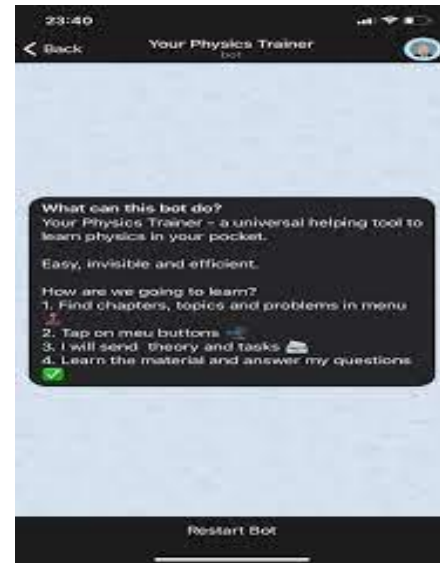 23:40
Back
Your Physics Trainer
bot
What can this bot do?
Your Physics Trainer – a universal helping tool to
learn physics in your pocket.
Easy, invisible and efficient.
How are we going to learn?
1. Find chapters, topics and problems in menu
2. Tap on meu buttons
3. I will send theory and tasks
4. Learn the material and answer my questions
Restart Bot